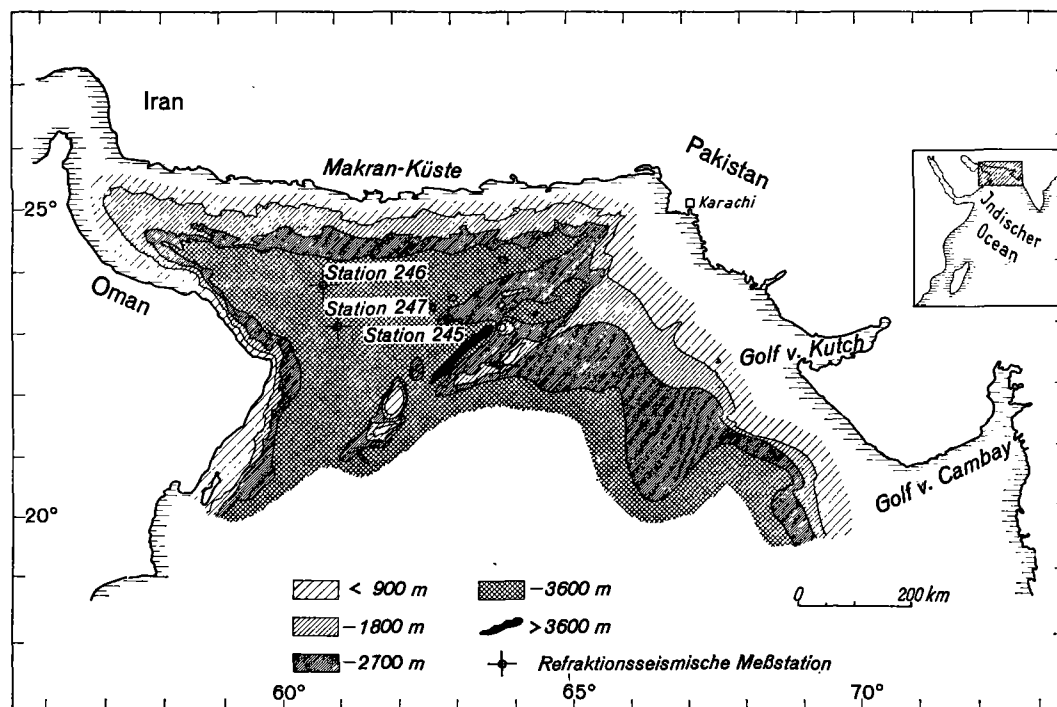 Iran
Makran-Küste
Pakistan
Karachi
25°
Jndischer
Ocean
Oman
Station 246
Station 247
Station 245
Golf v. Kutch
Golf v. Cambay
20°
< 900 m
-1800 m
-2700 m
-3600 m
>3600 m
Refraktionsseismische Meßstation
0 200 km
60° 65° 70°